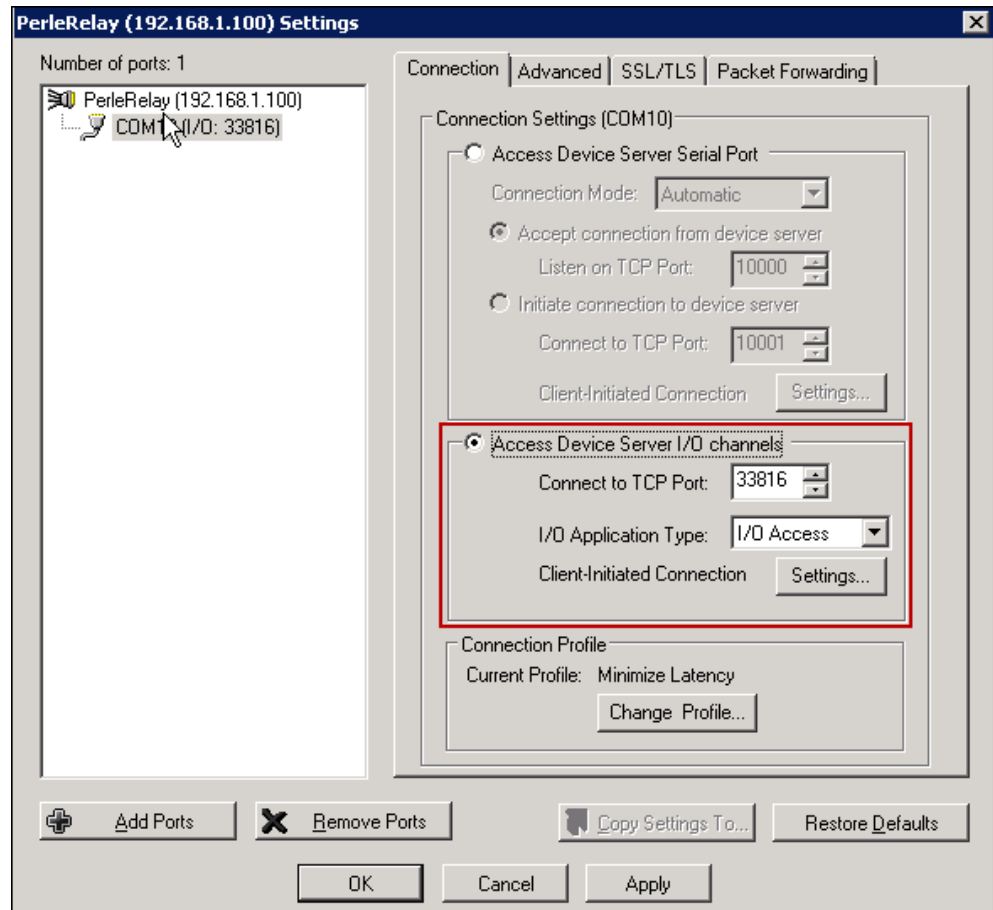 PerleRelay (192.168.1.100) Settings
Number of ports: 1
PerleRelay (192.168.1.100)
(I/O: 33816)
Connection Advanced SSL/TLS Packet Forwarding
Connection Settings (COM10)
Access Device Server Serial Port
Connection Mode: Automatic
Accept connection from device server
Listen on TCP Port: 10000
Initiate connection to device server
Connect to TCP Port: 10001
Client-Initiated Connection Settings...
Access Device Server I/O channels
Connect to TCP Port: 33816
I/O Application Type: I/O Access
Client-Initiated Connection Settings...
Connection Profile
Current Profile: Minimize Latency
Change Profile...
Add Ports Remove Ports Copy Settings To... Restore Defaults
OK Cancel Apply